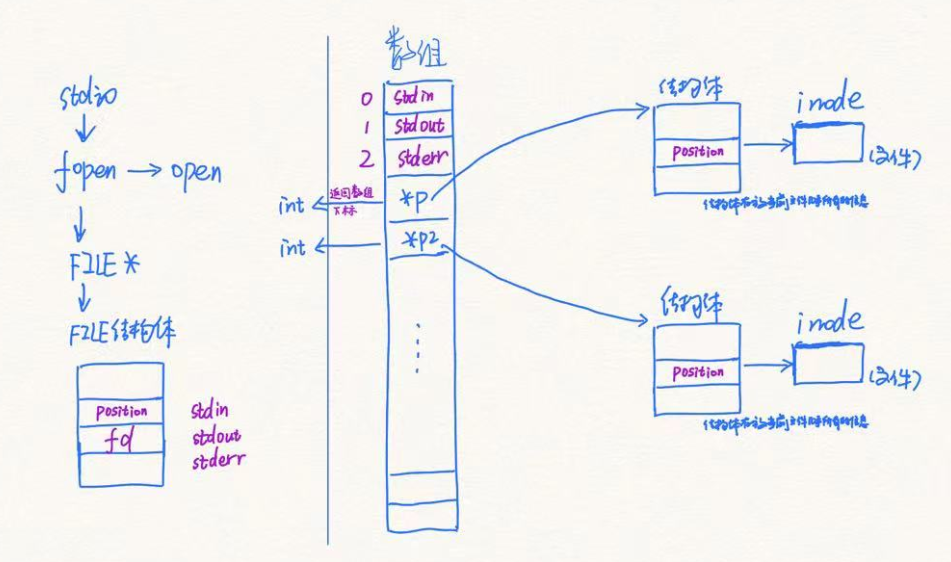 stdio
fopen → open
FILE *
FILE结构体
position
fd
stdin
stdout
stderr
数组
0 stdin
1 stdout
2 stderr
int 返回数组下标 *p
int *p2
结构体
position
inode
(文件)
结构体
position
inode
(文件)